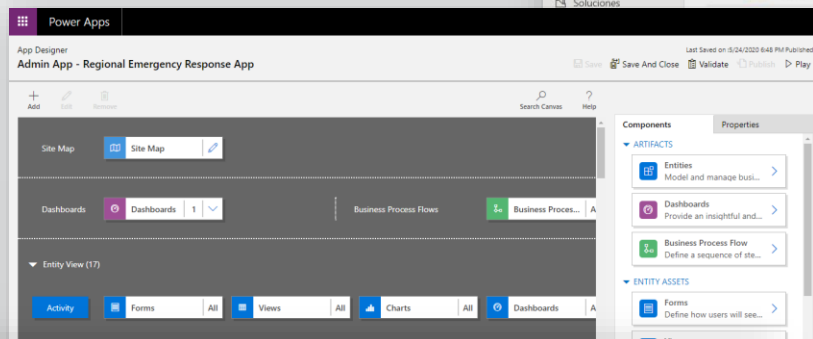 Soluciones
Power Apps
App Designer
Admin App - Regional Emergency Response App
Last Saved on :5/24/2020 6:48 PM Published
Save
Save And Close
Validate
Publish
Play
Add
Edit
Remove
Search Canvas
Help
Site Map
Site Map
Dashboards
Dashboards 1
Business Process Flows
Business Proces... A
Entity View (17)
Activity
Forms All
Views All
Charts All
Dashboards A
Components
Properties
ARTIFACTS
Entities
Model and manage busi...
Dashboards
Provide an insightful and...
Business Process Flow
Define a sequence of ste...
ENTITY ASSETS
Forms
Define how users will see...